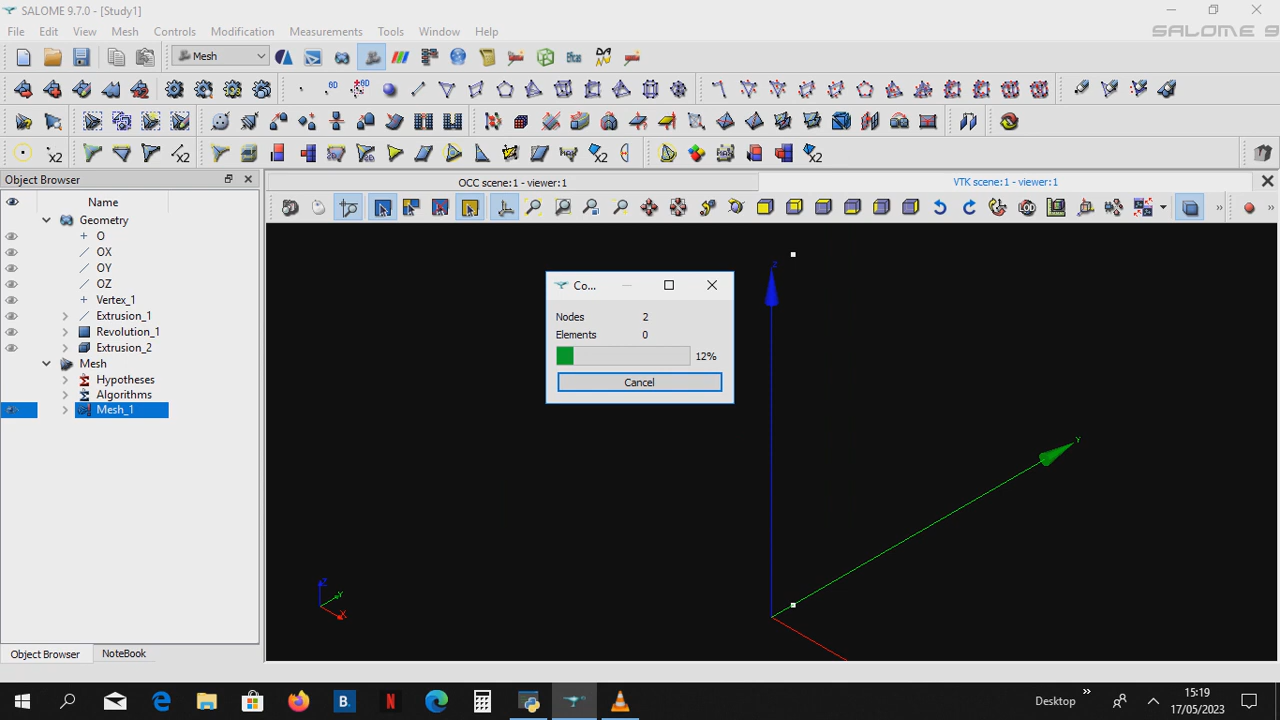 SALOME 9.7.0 - [Study1]
File Edit View Mesh Controls Modification Measurements Tools Window Help
SALOME 9
Mesh
Object Browser
OCC scene:1 - viewer:1
VTK scene:1 - viewer:1
Name
Geometry
O
OX
OY
OZ
Vertex_1
Extrusion_1
Revolution_1
Extrusion_2
Mesh
Hypotheses
Algorithms
Mesh_1
Co...
Nodes 2
Elements 0
12%
Cancel
Z
Y
Z
Y
X
Object Browser
NoteBook
Desktop
15:19
17/05/2023